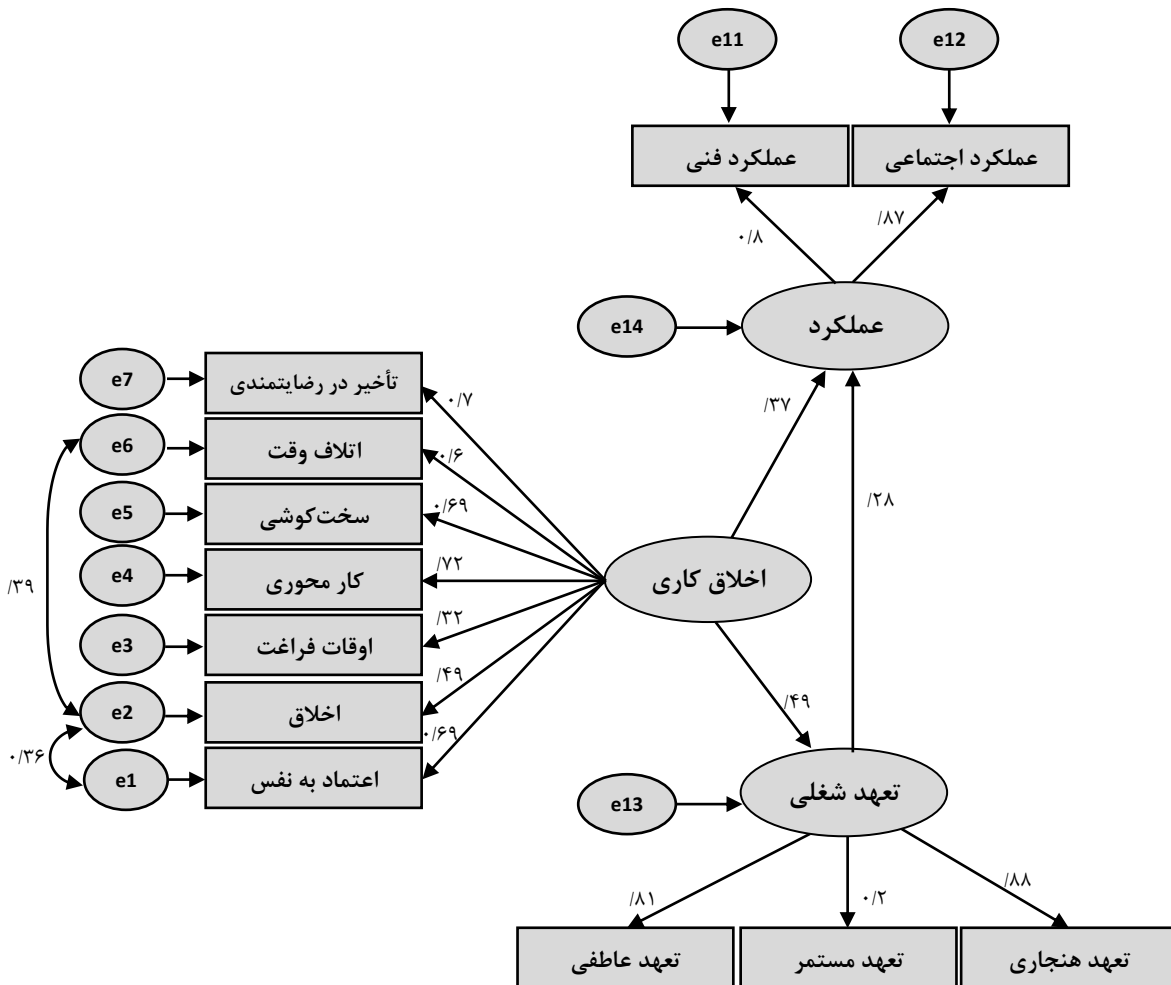 e11
e12
عملکرد فنی
عملکرد اجتماعی
۰/۸
/۸۷
e14
عملکرد
e7
تأخیر در رضایتمندی
۰/۷
/۳۷
e6
اتلاف وقت
۰/۶
e5
سخت‌کوشی
۰/۶۹
/۲۸
e4
کار محوری
/۷۲
اخلاق کاری
/۳۹
e3
اوقات فراغت
/۳۲
e2
اخلاق
/۴۹
/۴۹
۰/۳۶
e1
اعتماد به نفس
۰/۶۹
e13
تعهد شغلی
/۸۱
۰/۲
/۸۸
تعهد عاطفی
تعهد مستمر
تعهد هنجاری